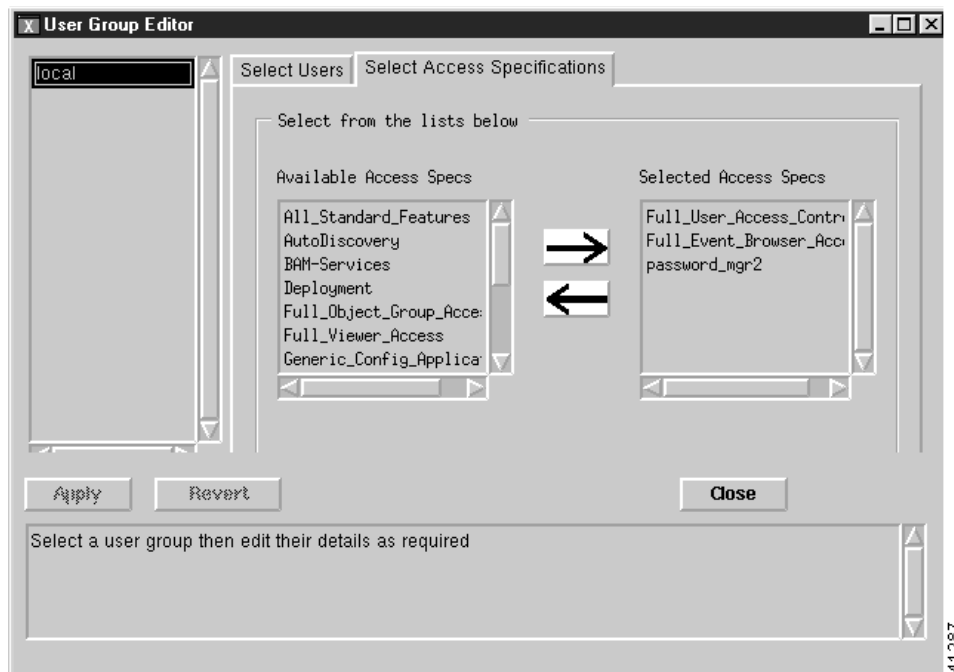 X User Group Editor
local
Select Users
Select Access Specifications
Select from the lists below
Available Access Specs
All_Standard_Features
AutoDiscovery
BAM-Services
Deployment
Full_Object_Group_Acce
Full_Viewer_Access
Generic_Config_Applica
Selected Access Specs
Full_User_Access_Contr
Full_Event_Browser_Acc
password_mgr2
Apply
Revert
Close
Select a user group then edit their details as required
41287